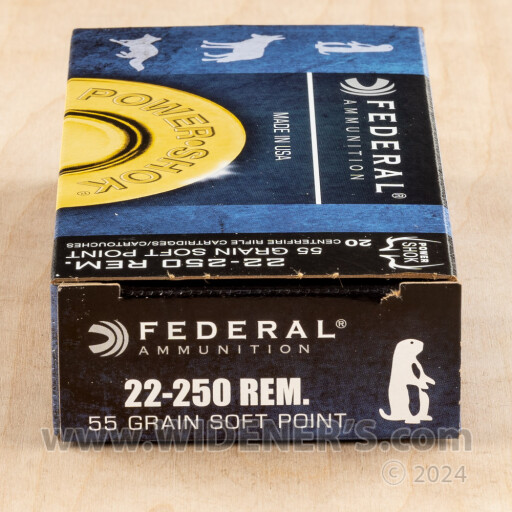 POWER·SHOK®
MADE IN USA
FEDERAL®
AMMUNITION
POWER
SHOK
20 CENTERFIRE RIFLE CARTRIDGES/CARTOUCHES
55 GRAIN SOFT POINT
22-250 REM.
FEDERAL®
AMMUNITION
22-250 REM.
55 GRAIN SOFT POINT
www.WIDENER'S.com
© 2024